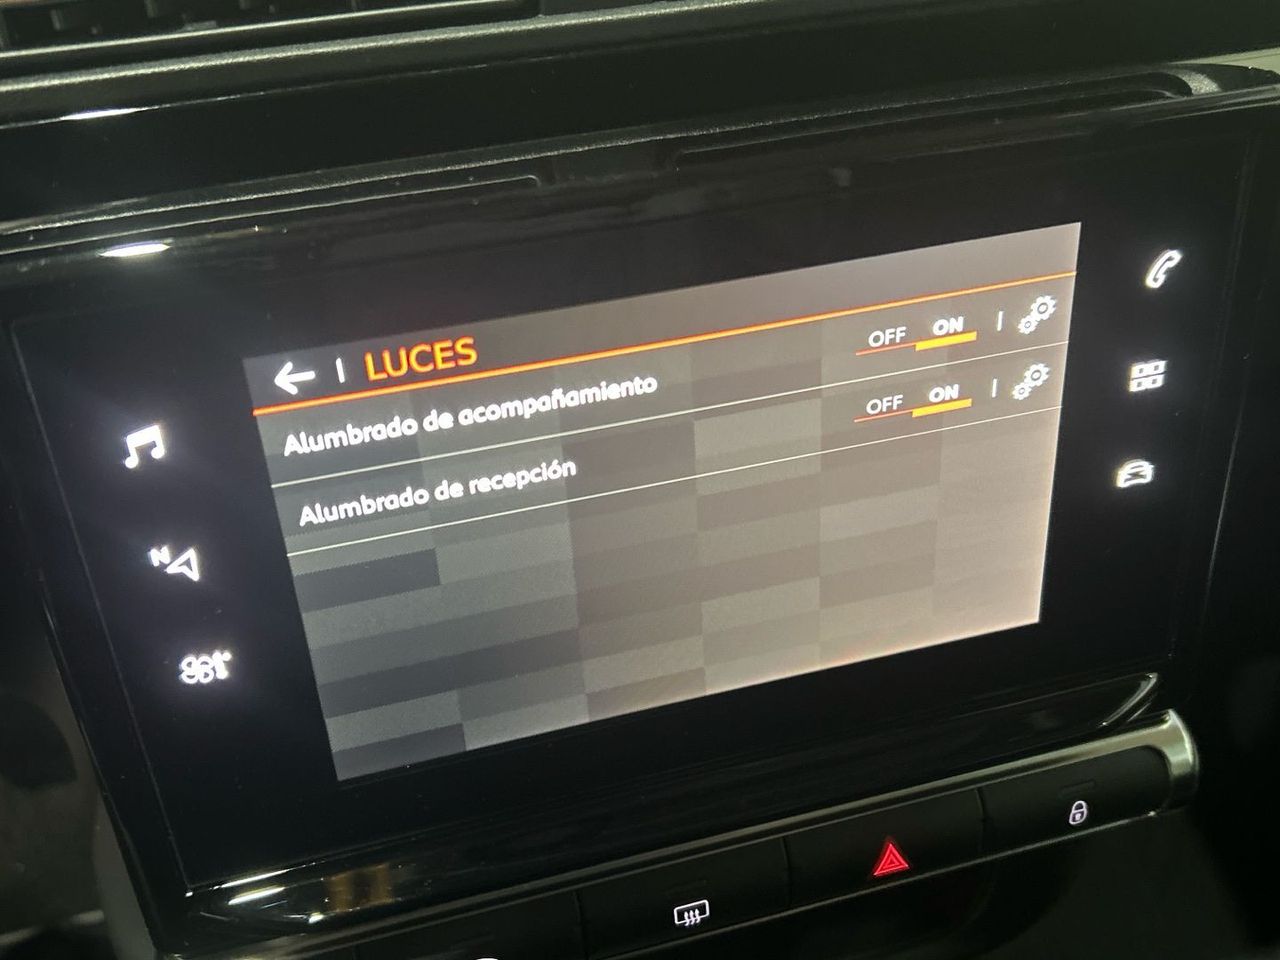 LUCES
Alumbrado de acompañamiento OFF ON
Alumbrado de recepción OFF ON
N